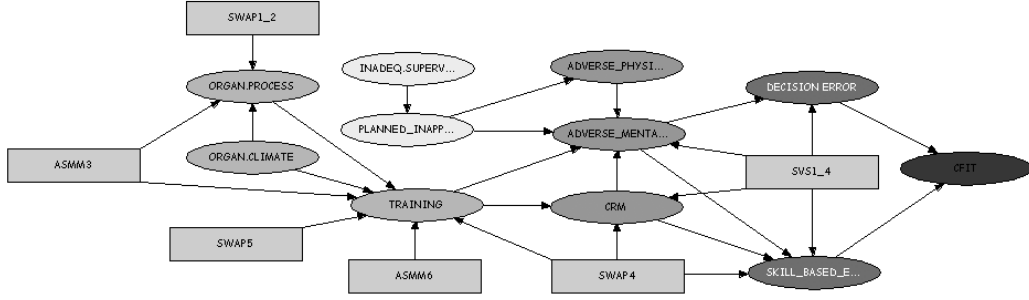 SWAP1_2
INADEQ.SUPERV...
ADVERSE_PHYSI...
ORGAN.PROCESS
DECISION ERROR
PLANNED_INAPP...
ADVERSE_MENTA...
ASMM3
ORGAN.CLIMATE
SVS1_4
CFIT
TRAINING
CRM
SWAP5
ASMM6
SWAP4
SKILL_BASED_E...